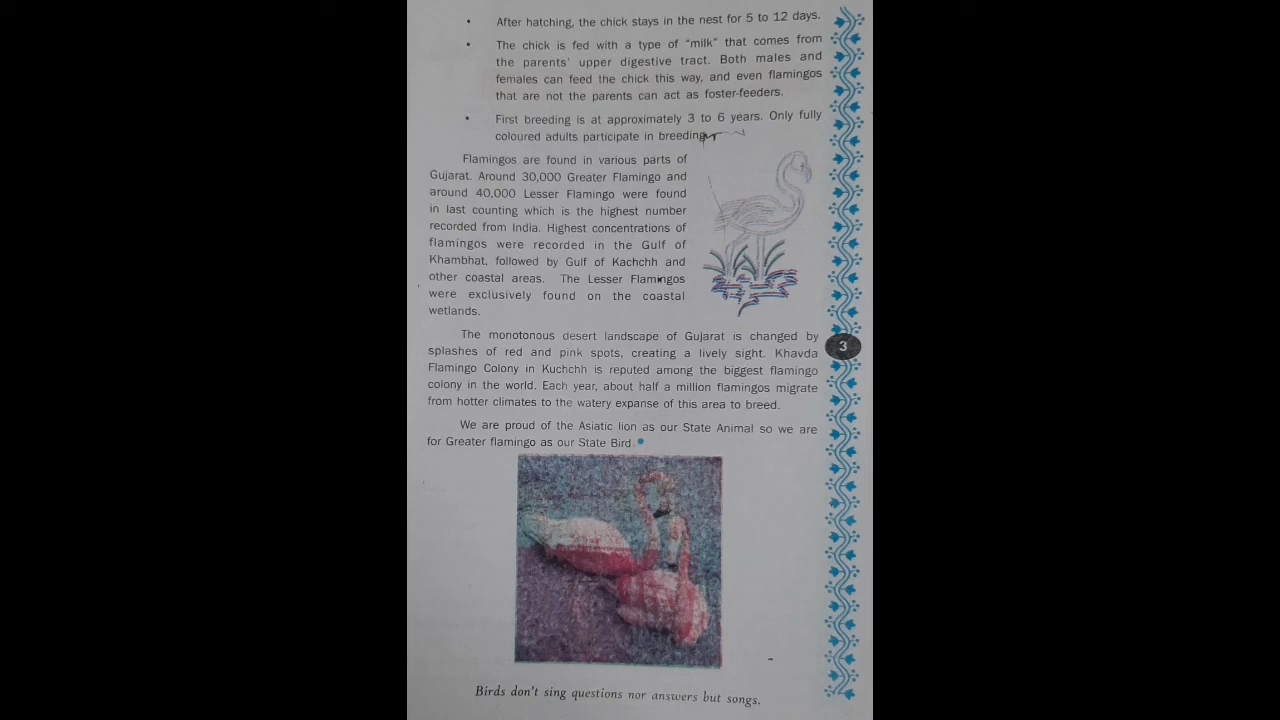 • After hatching, the chick stays in the nest for 5 to 12 days.
• The chick is fed with a type of “milk” that comes from
the parents' upper digestive tract. Both males and
females can feed the chick this way, and even flamingos
that are not the parents can act as foster-feeders.
• First breeding is at approximately 3 to 6 years. Only fully
coloured adults participate in breeding
Flamingos are found in various parts of
Gujarat. Around 30,000 Greater Flamingo and
around 40,000 Lesser Flamingo were found
in last counting which is the highest number
recorded from India. Highest concentrations of
flamingos were recorded in the Gulf of
Khambhat, followed by Gulf of Kachchh and
other coastal areas. The Lesser Flamingos
were exclusively found on the coastal
wetlands.
The monotonous desert landscape of Gujarat is changed by
splashes of red and pink spots, creating a lively sight. Khavda
Flamingo Colony in Kuchchh is reputed among the biggest flamingo
colony in the world. Each year, about half a million flamingos migrate
from hotter climates to the watery expanse of this area to breed.
We are proud of the Asiatic lion as our State Animal so we are
for Greater flamingo as our State Bird.
3
Birds don't sing questions nor answers but songs.